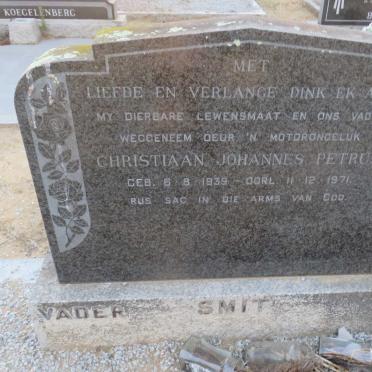 KOEGELENBERG
MET
LIEFDE EN VERLANGE DINK EK A
MY DIERBARE LEWENSMAAT EN ONS VAD
WEGGENEEM DEUR 'N MOTORONGELUK
CHRISTIAAN JOHANNES PETRU
GEB. 6. 8. 1939 - OORL. 11. 12. 1971.
RUS SAG IN DIE ARMS VAN GOD.
VADER SMIT